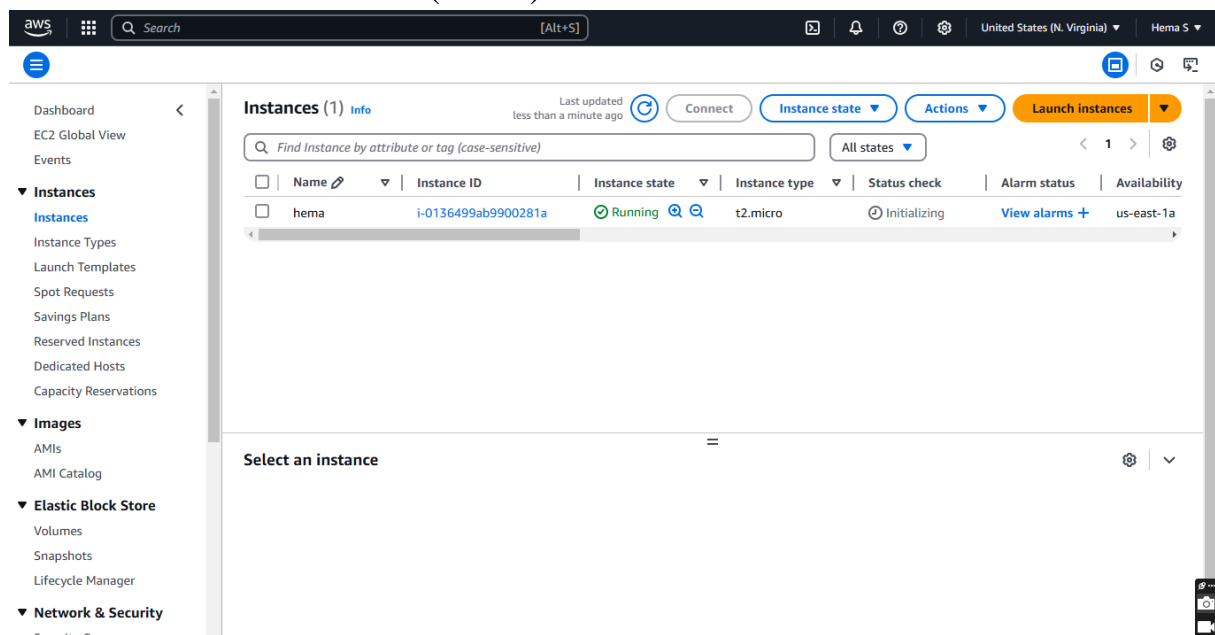 aws
Search
[Alt+S]
United States (N. Virginia)
Hema S
Dashboard
EC2 Global View
Events
Instances
Instances
Instance Types
Launch Templates
Spot Requests
Savings Plans
Reserved Instances
Dedicated Hosts
Capacity Reservations
Images
AMIs
AMI Catalog
Elastic Block Store
Volumes
Snapshots
Lifecycle Manager
Network & Security
Instances (1) Info
Last updated
less than a minute ago
Connect
Instance state
Actions
Launch instances
Find Instance by attribute or tag (case-sensitive)
All states
1
Name Instance ID Instance state Instance type Status check Alarm status Availability
hema i-0136499ab9900281a Running t2.micro Initializing View alarms + us-east-1a
Select an instance